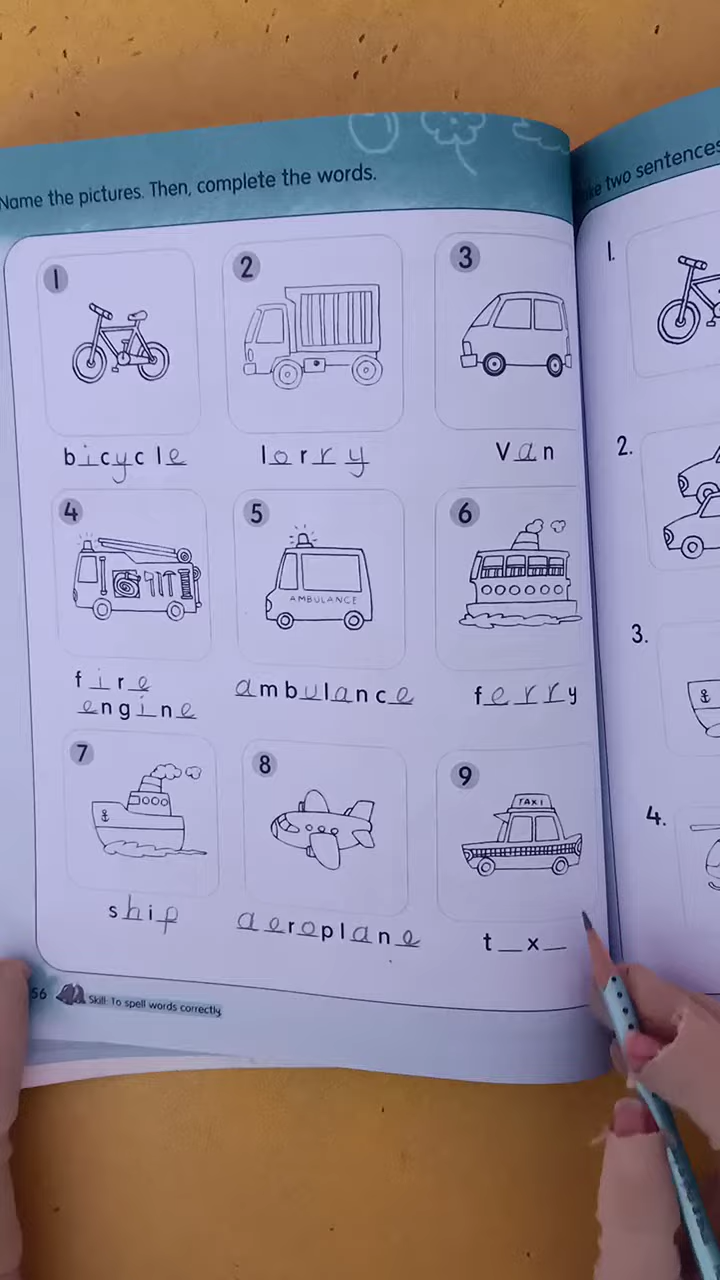 Name the pictures. Then, complete the words.
1
2
3
bicycle
lorry
van
4
5
6
AMBULANCE
fire
engine
ambulance
ferry
7
8
9
TAXI
ship
aeroplane
t_x_
56 Skill: To spell words correctly
two sentences
1.
2.
3.
4.